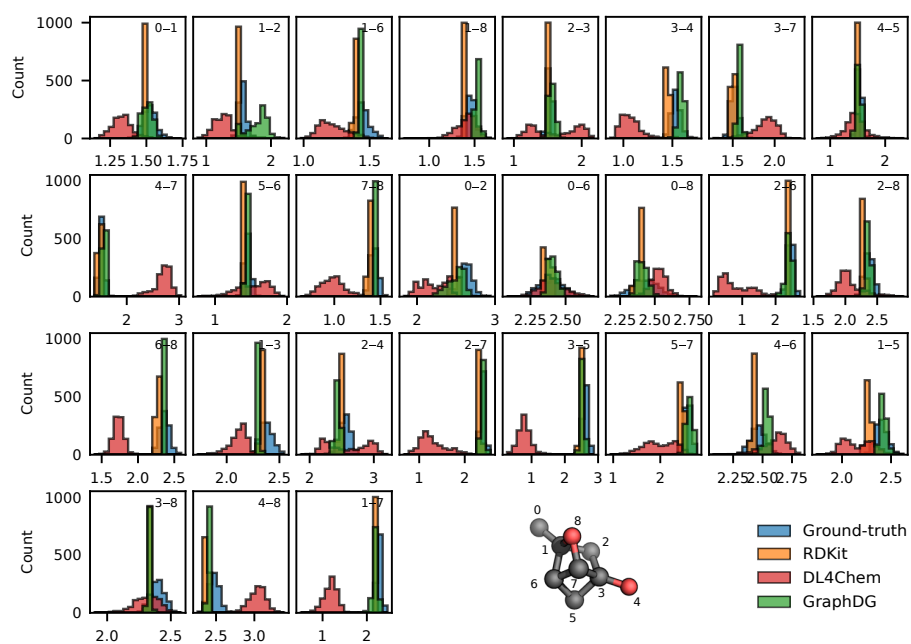 1000 0−1 1−2 1−6 1−8 2−3 3−4 3−7 4−5
Count
500
0
1.25 1.50 1.75 1 2 1.0 1.5 1.0 1.5 1 2 1.0 1.5 1.5 2.0 1 2
1000 4−7 5−6 7−8 0−2 0−6 0−8 2−6 2−8
Count
500
0
2 3 1 2 1.0 1.5 2 3 2.25 2.50 2.25 2.50 2.75 0 1 2 1.5 2.0 2.5
1000 6−8 1−3 2−4 2−7 3−5 5−7 4−6 1−5
Count
500
0
1.5 2.0 2.5 2.0 2.5 2 3 1 2 1 2 3 1 2 2.25 2.50 2.75 2.0 2.5
1000 3−8 4−8 1−7
Count
500
0
2.0 2.5 2.5 3.0 1 2
0 8 2 1 6 7 3 4 5
Ground-truth
RDKit
DL4Chem
GraphDG